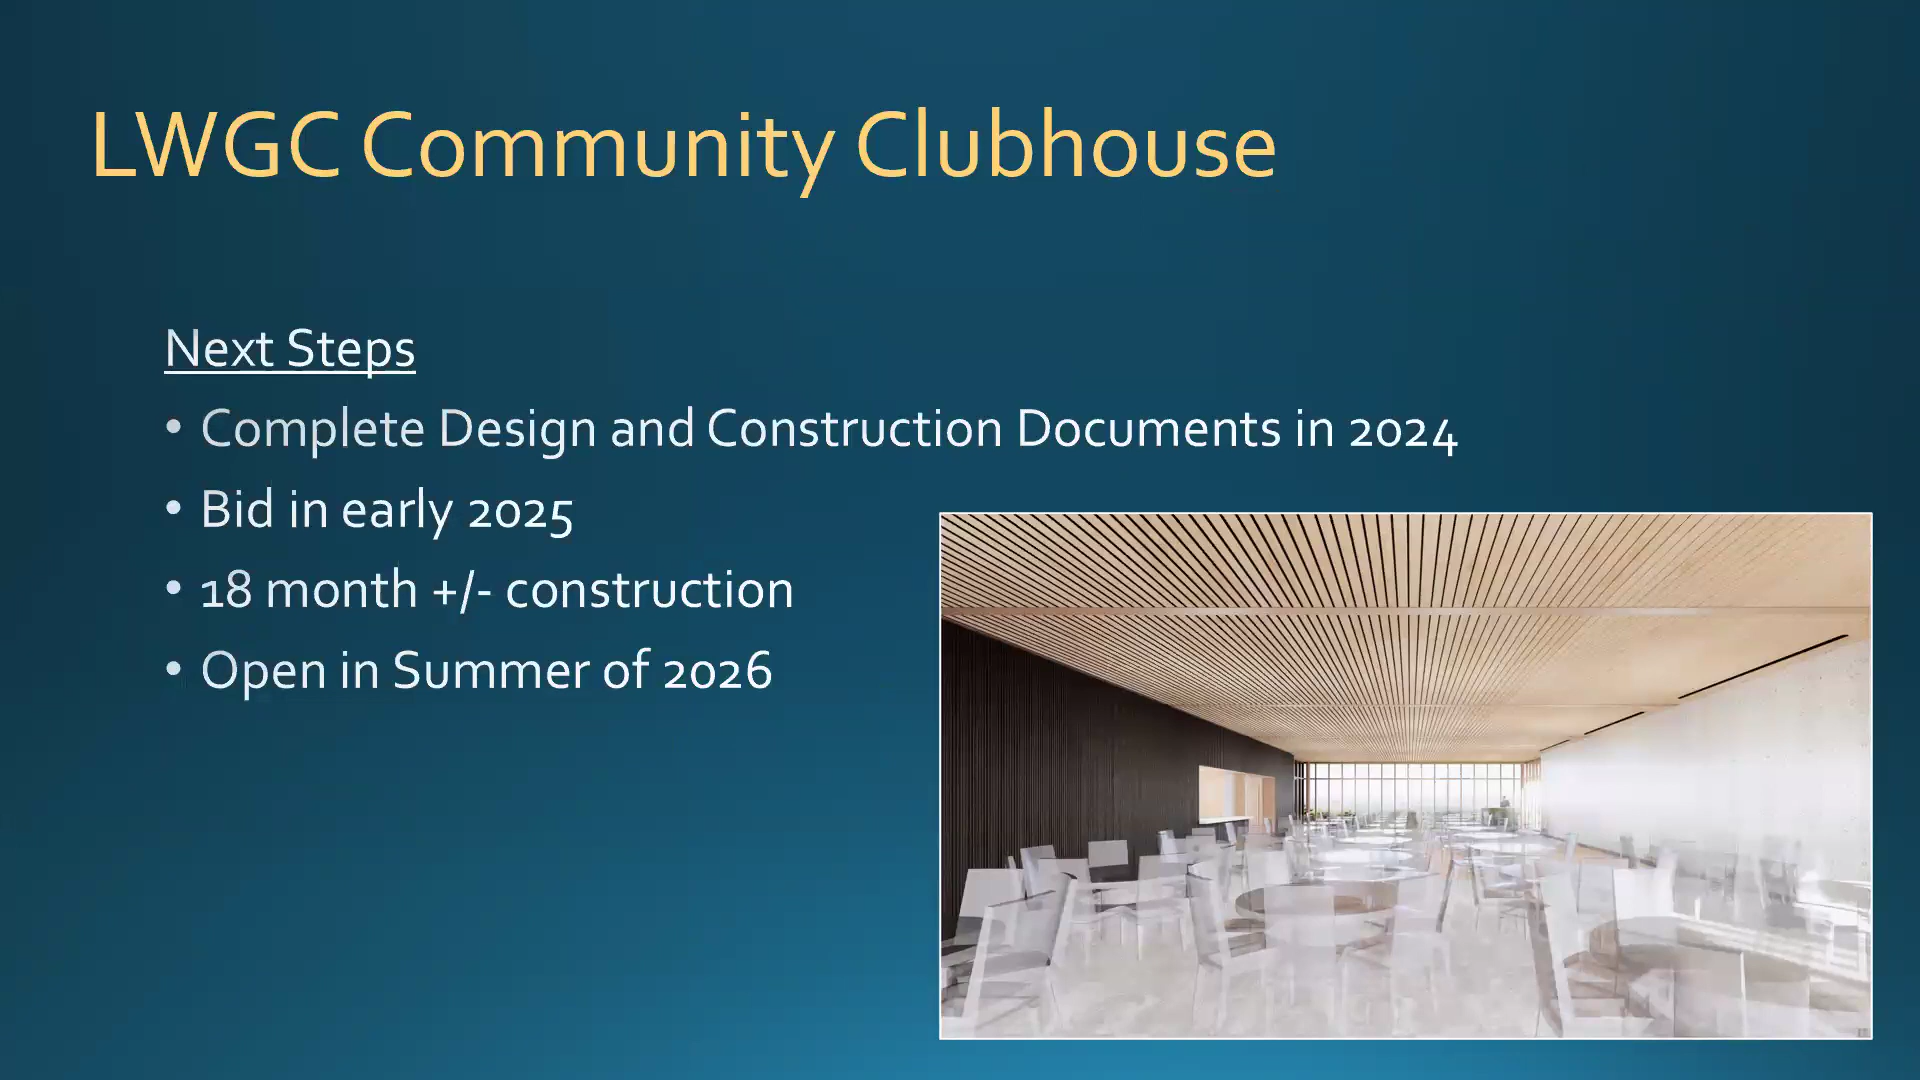 LWGC Community Clubhouse
Next Steps
• Complete Design and Construction Documents in 2024
• Bid in early 2025
• 18 month +/- construction
• Open in Summer of 2026